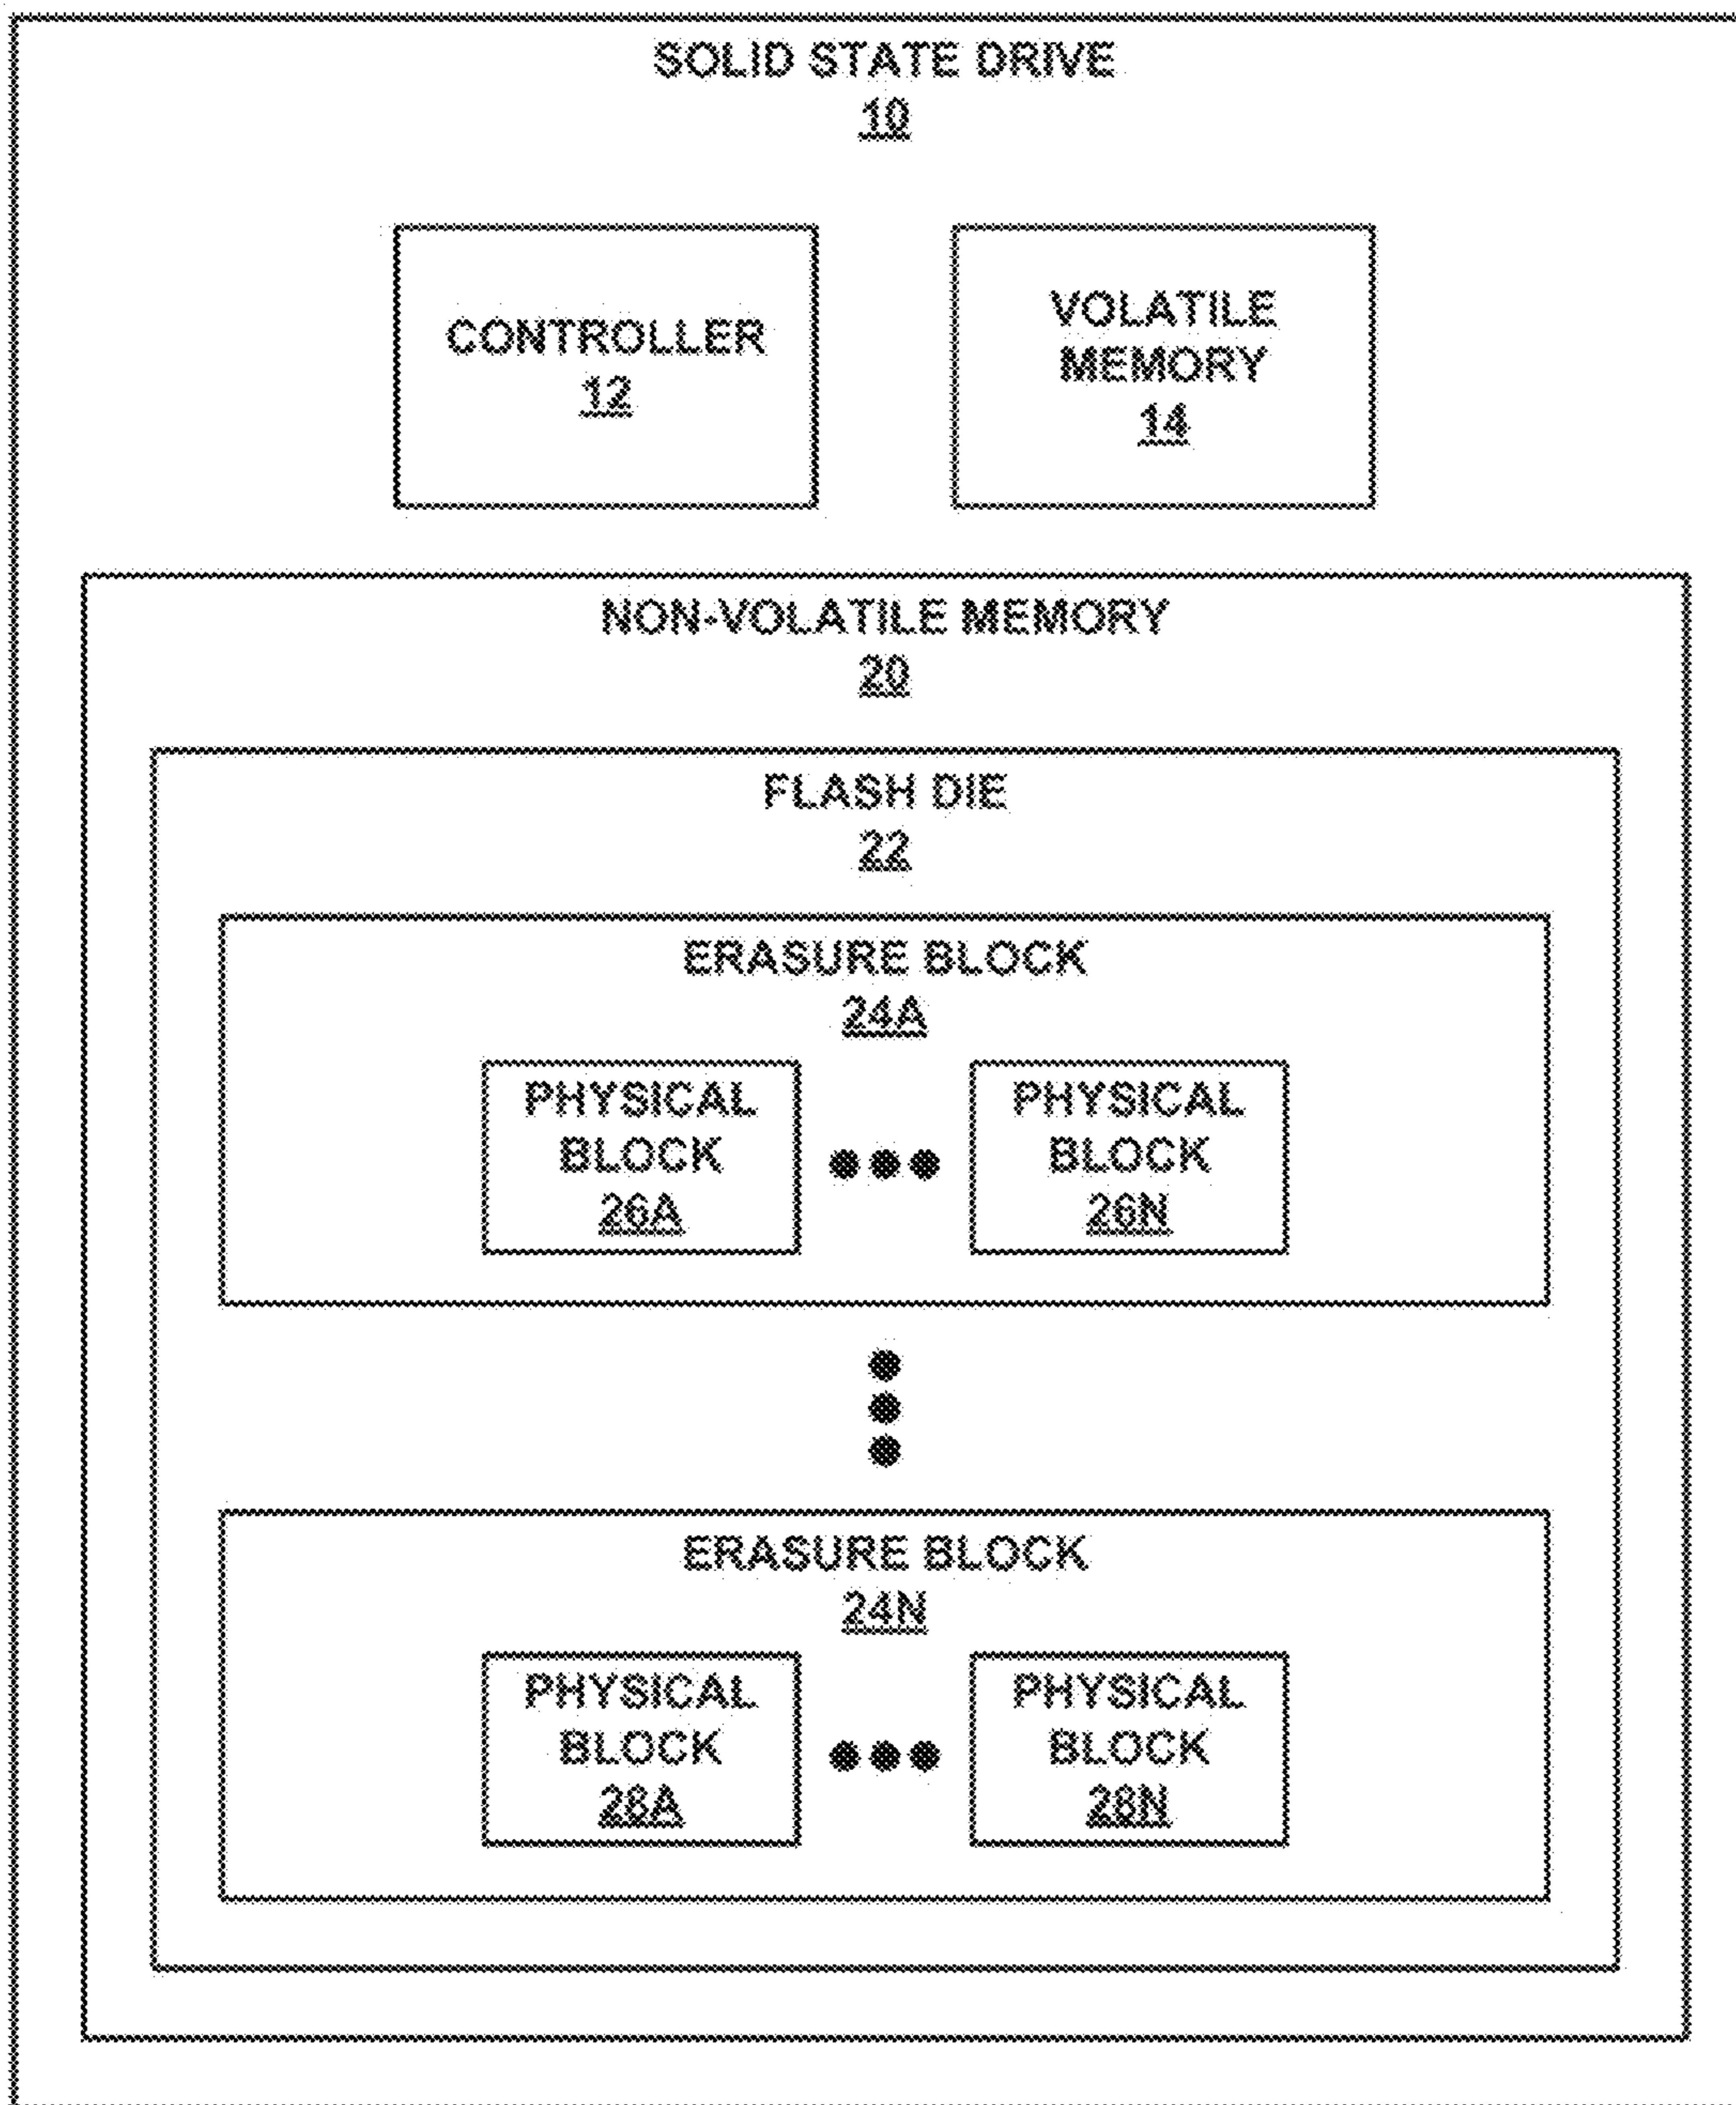 SOLID STATE DRIVE
10
CONTROLLER
12
VOLATILE
MEMORY
14
NON-VOLATILE MEMORY
20
FLASH DIE
22
ERASURE BLOCK
24A
PHYSICAL
BLOCK
26A
PHYSICAL
BLOCK
26N
ERASURE BLOCK
24N
PHYSICAL
BLOCK
28A
PHYSICAL
BLOCK
28N